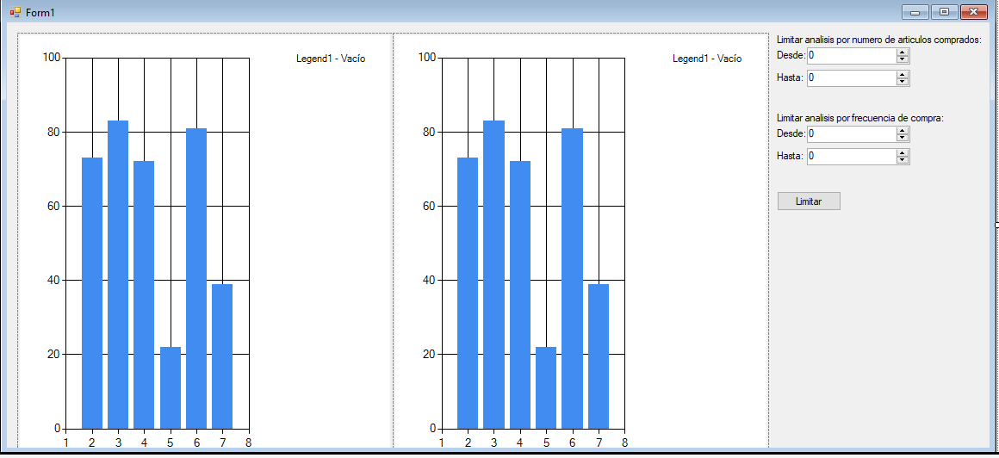 Form1
100
80
60
40
20
0
1 2 3 4 5 6 7 8
Legend1 - Vacío
100
80
60
40
20
0
1 2 3 4 5 6 7 8
Legend1 - Vacío
Limitar analisis por numero de articulos comprados:
Desde: 0
Hasta: 0
Limitar analisis por frecuencia de compra:
Desde: 0
Hasta: 0
Limitar